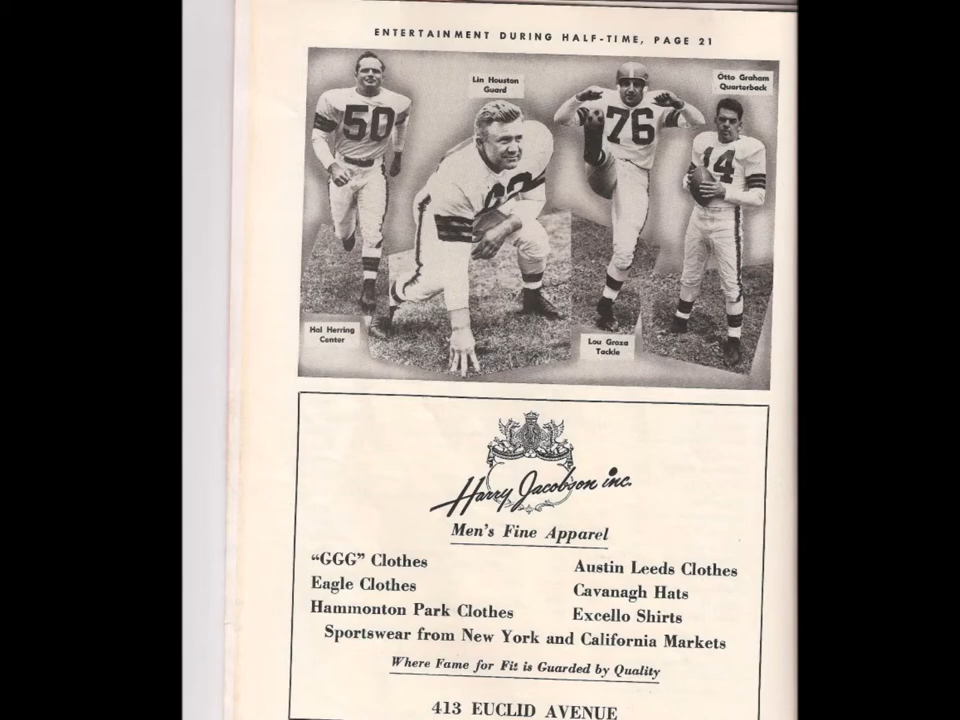 ENTERTAINMENT DURING HALF-TIME, PAGE 21
Lin Houston
Guard
Otto Graham
Quarterback
50
76
14
Hal Herring
Center
Lou Groza
Tackle
Harry Jacobson inc.
Men's Fine Apparel
"GGG" Clothes
Eagle Clothes
Hammonton Park Clothes
Austin Leeds Clothes
Cavanagh Hats
Excello Shirts
Sportswear from New York and California Markets
Where Fame for Fit is Guarded by Quality
413 EUCLID AVENUE